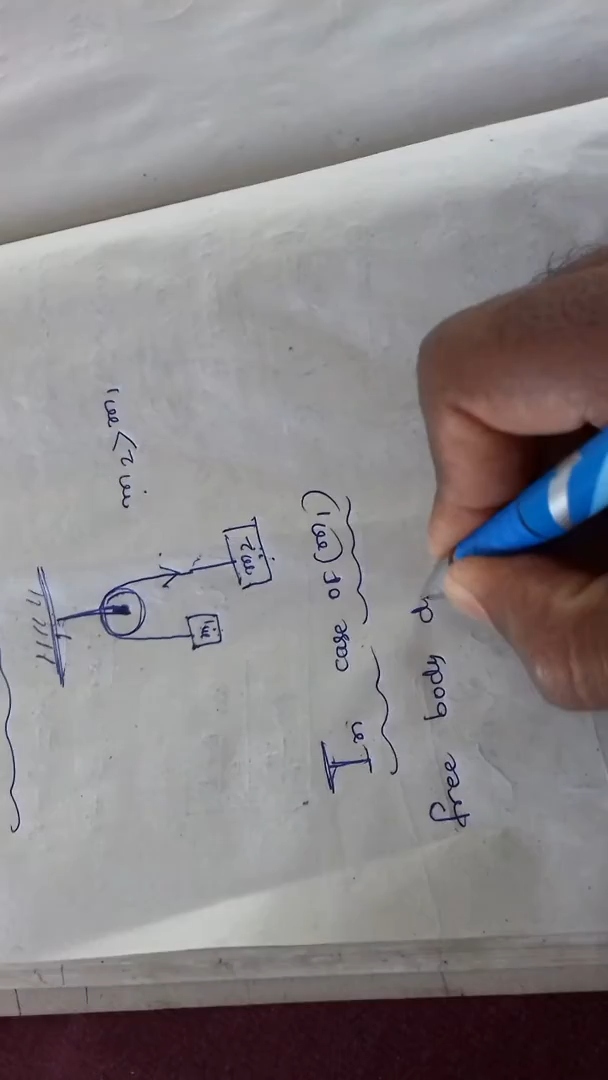 m₂ > m₁
m₁
m₂
In case of (m₁)
free body d